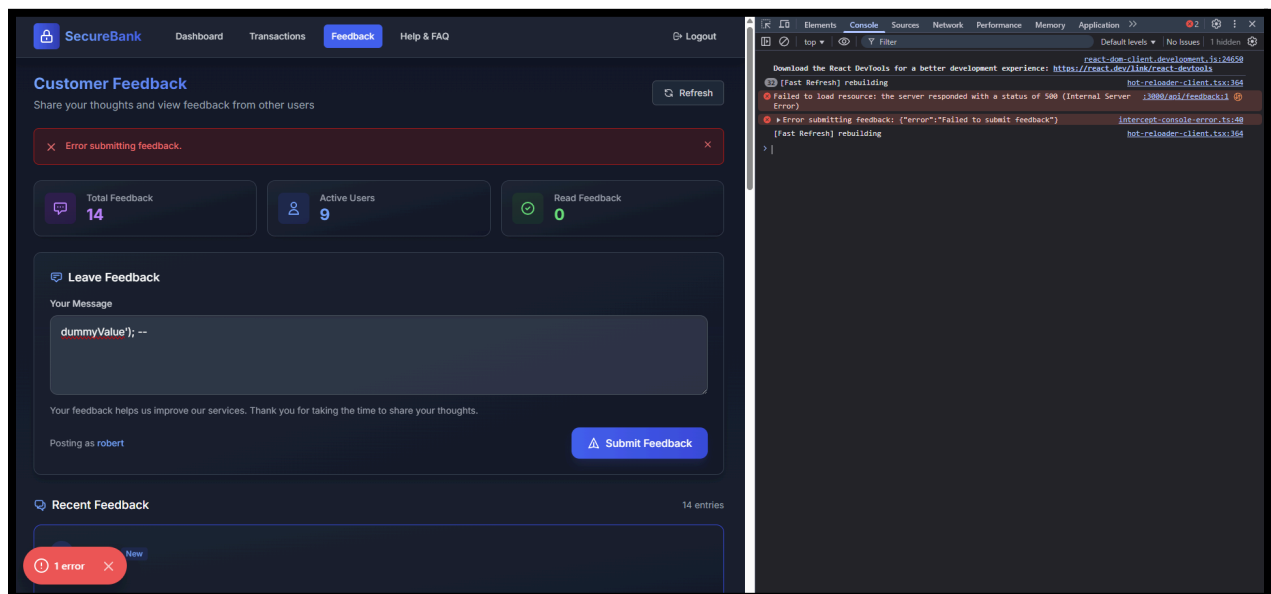 SecureBank
Dashboard
Transactions
Feedback
Help & FAQ
Logout
Customer Feedback
Share your thoughts and view feedback from other users
Refresh
Error submitting feedback.
Total Feedback
14
Active Users
9
Read Feedback
0
Leave Feedback
Your Message
dummyValue'); --
Your feedback helps us improve our services. Thank you for taking the time to share your thoughts.
Posting as robert
Submit Feedback
Recent Feedback
14 entries
New
1 error
Elements Console Sources Network Performance Memory Application
2
top
Filter
Default levels
No Issues
1 hidden
react-dom-client.development.js:24650
Download the React DevTools for a better development experience: https://react.dev/link/react-devtools
32 [Fast Refresh] rebuilding
hot-reloader-client.tsx:364
Failed to load resource: the server responded with a status of 500 (Internal Server :3000/api/feedback:1
Error)
Error submitting feedback: {"error":"Failed to submit feedback"}
intercept-console-error.ts:40
[Fast Refresh] rebuilding
hot-reloader-client.tsx:364